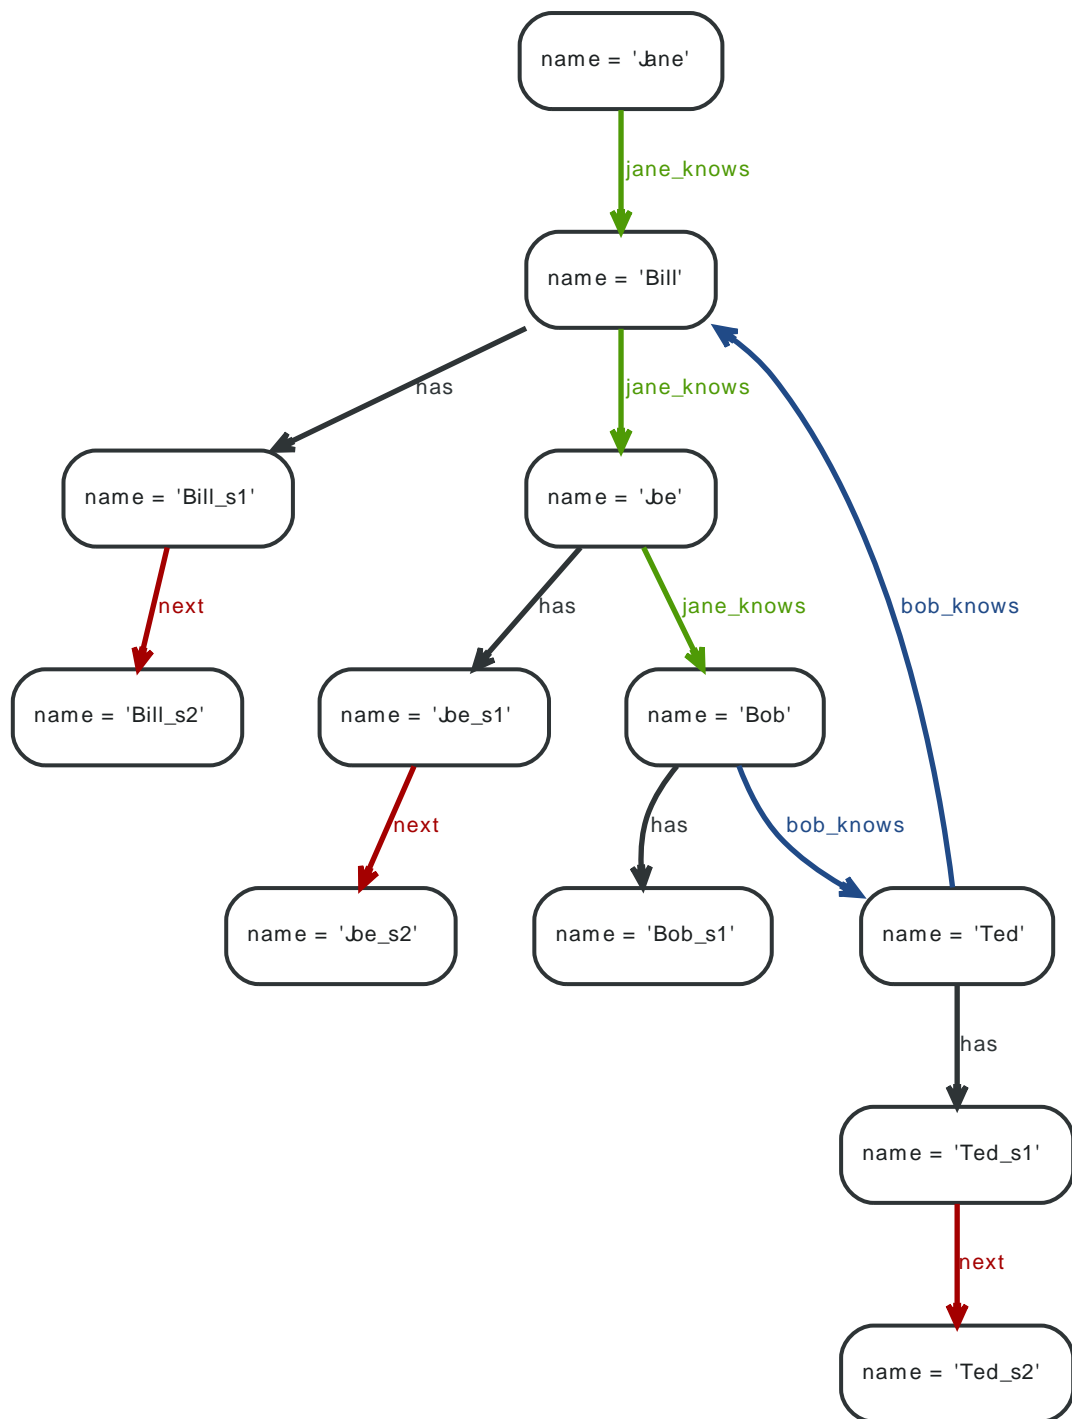 name = 'Jane'
jane_knows
name = 'Bill'
has
jane_knows
name = 'Bill_s1'
name = 'Joe'
next
has
jane_knows
bob_knows
name = 'Bill_s2'
name = 'Joe_s1'
name = 'Bob'
next
has
bob_knows
name = 'Joe_s2'
name = 'Bob_s1'
name = 'Ted'
has
name = 'Ted_s1'
next
name = 'Ted_s2'